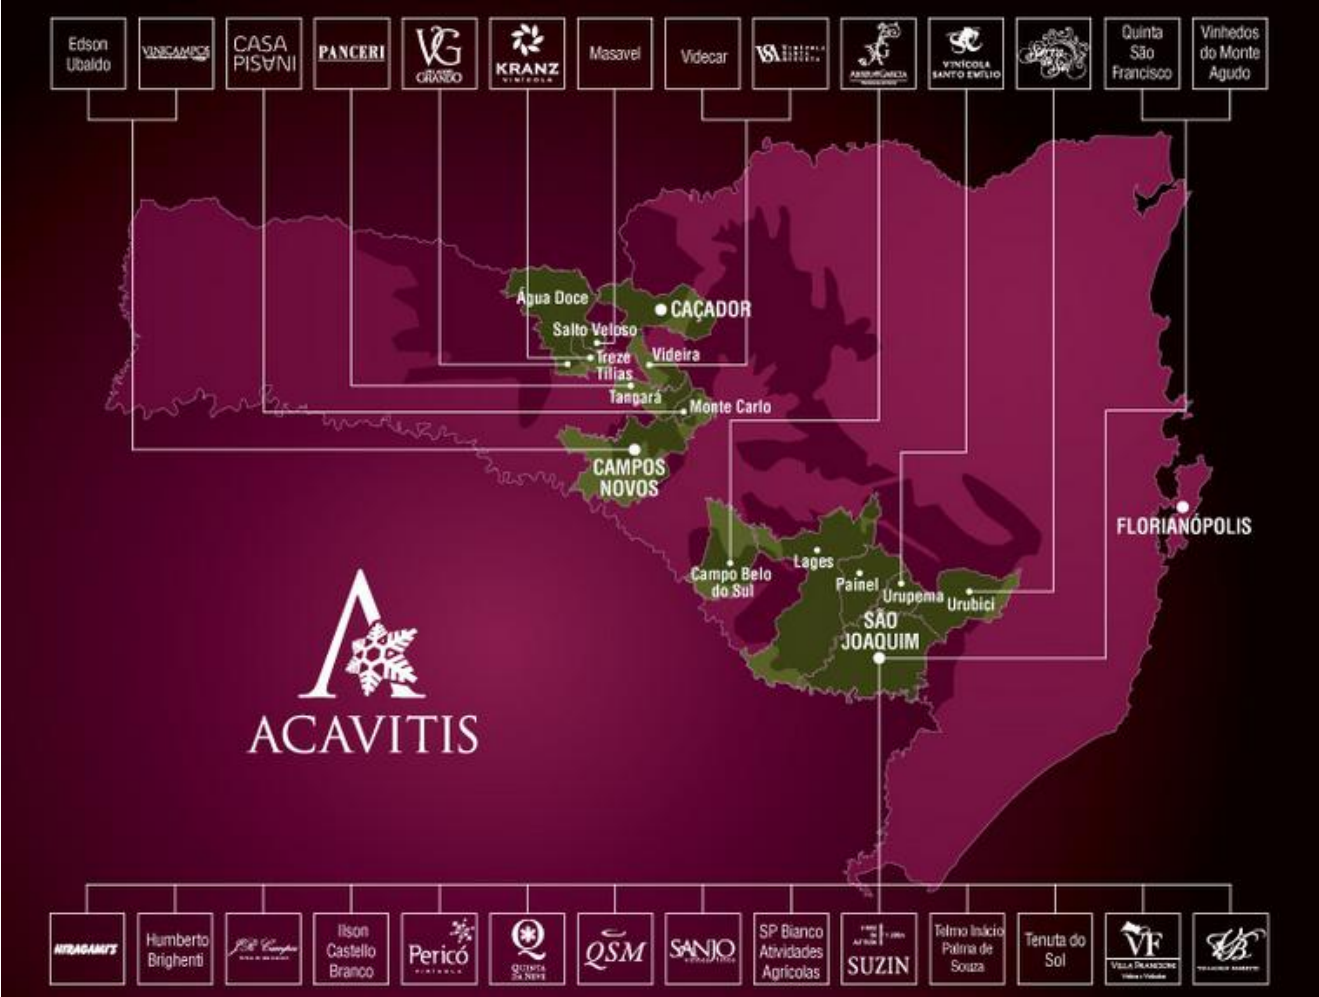 Edson
Ubaldo
VINICAMPOS
CASA
PISANI
PANCERI
VG
GRANDO
KRANZ
VINÍCOLA
Masavel
Videcar
VSA
VINÍCOLA
SANTO EMÍLIO
Quinta
São
Francisco
Vinhedos
do Monte
Agudo
Água Doce
CAÇADOR
Salto Veloso
Treze
Tílias
Videira
Tangará
Monte Carlo
CAMPOS
NOVOS
FLORIANÓPOLIS
Lages
Campo Belo
do Sul
Painel
Urupema
Urubici
SÃO
JOAQUIM
ACAVITIS
HIRAGAMI'S
Humberto
Brighenti
Ilson
Castello
Branco
Pericó
VINÍCOLA
Q
QUINTA
DA NEVE
QSM
SANJO
SP Bianco
Atividades
Agrícolas
SUZIN
Telmo Inácio
Palma de
Souza
Tenuta do
Sol
VF
VILLA FRANCIONI
VB